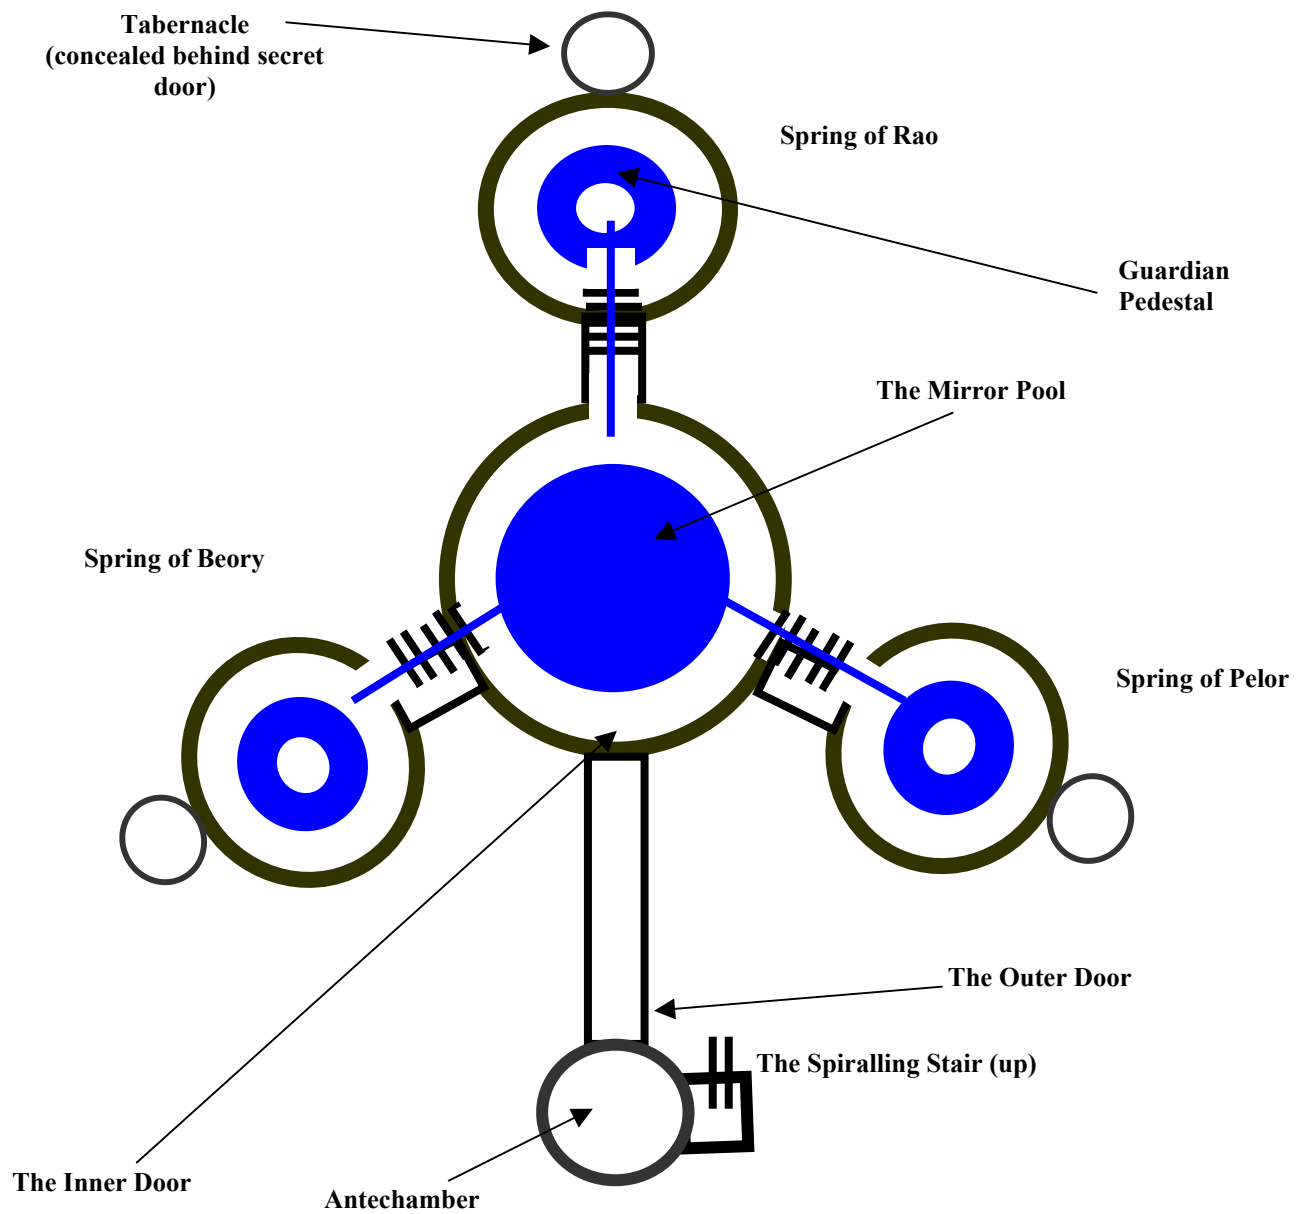 Tabernacle
(concealed behind secret
door)
Spring of Rao
Guardian
Pedestal
The Mirror Pool
Spring of Beory
Spring of Pelor
The Outer Door
The Spiralling Stair (up)
The Inner Door
Antechamber